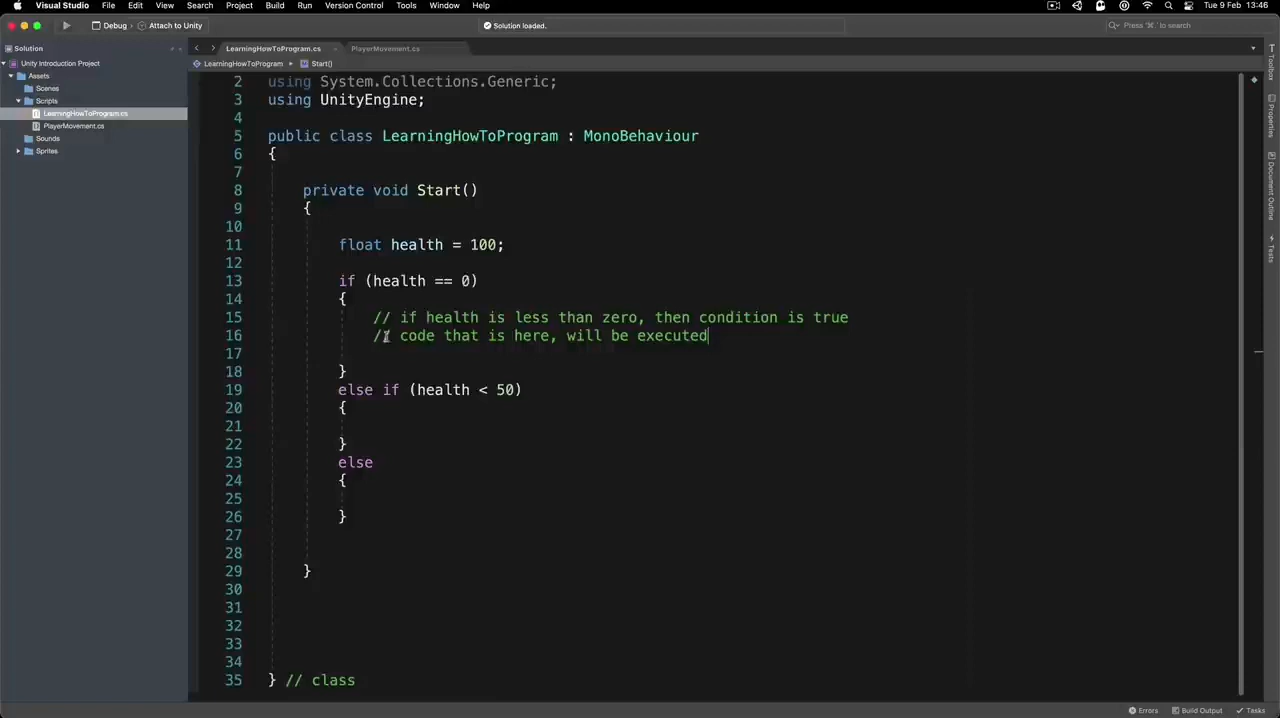 Visual Studio File Edit View Search Project Build Run Version Control Tools Window Help Tue 9 Feb 13:46
Debug › Attach to Unity Solution loaded. Press '⌘.' to search
Solution LearningHowToProgram.cs PlayerMovement.cs
Unity Introduction Project
Assets
Scenes
Scripts
LearningHowToProgram.cs
PlayerMovement.cs
Sounds
Sprites
LearningHowToProgram Start()
2 using System.Collections.Generic;
3 using UnityEngine;
4
5 public class LearningHowToProgram : MonoBehaviour
6 {
7
8 private void Start()
9 {
10
11 float health = 100;
12
13 if (health == 0)
14 {
15 // if health is less than zero, then condition is true
16 // code that is here, will be executed
17
18 }
19 else if (health < 50)
20 {
21
22 }
23 else
24 {
25
26 }
27
28
29 }
30
31
32
33
34
35 } // class
Toolbox
Properties
Document Outline
Tests
Errors Build Output Tasks